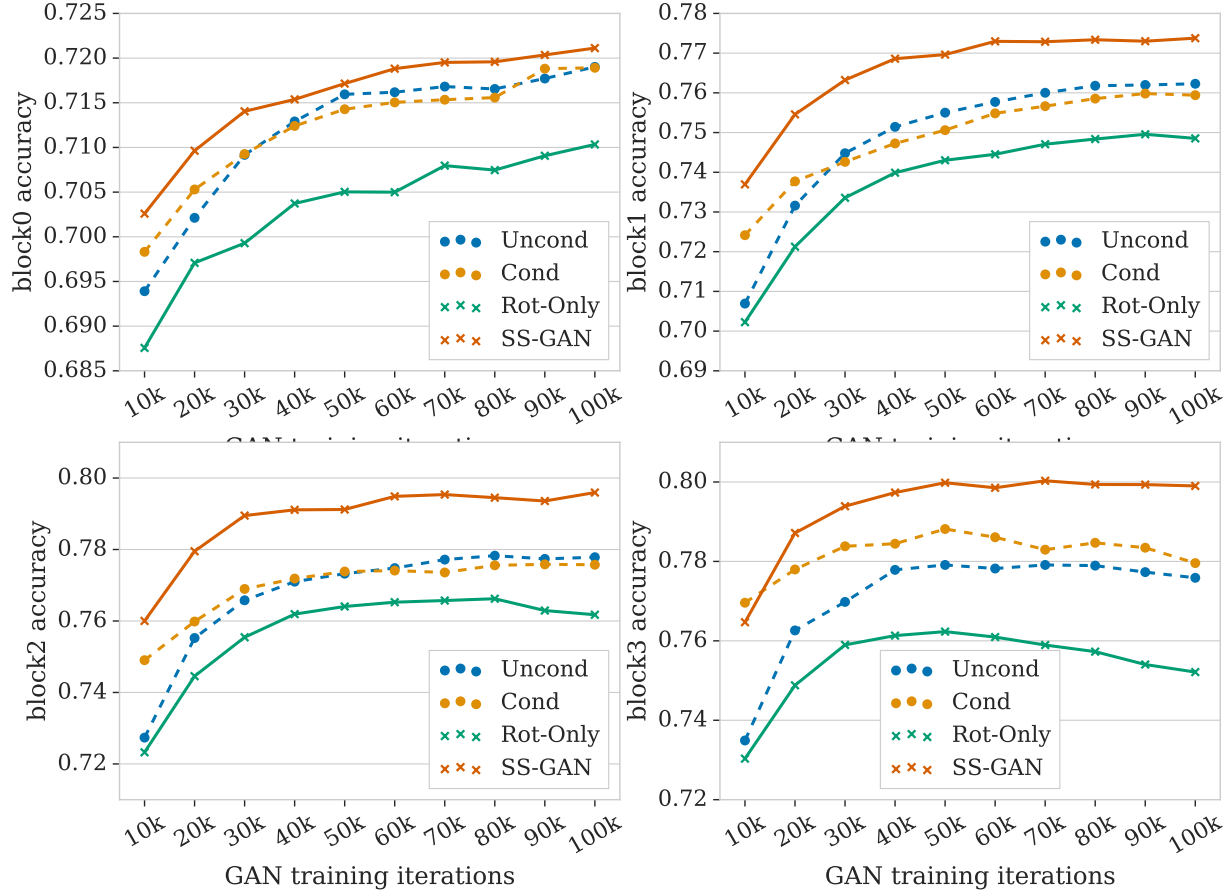 block0 accuracy
0.725
0.720
0.715
0.710
0.705
0.700
0.695
0.690
0.685
10k 20k 30k 40k 50k 60k 70k 80k 90k 100k
GAN training iterations
Uncond
Cond
Rot-Only
SS-GAN
block1 accuracy
0.78
0.77
0.76
0.75
0.74
0.73
0.72
0.71
0.70
0.69
10k 20k 30k 40k 50k 60k 70k 80k 90k 100k
GAN training iterations
Uncond
Cond
Rot-Only
SS-GAN
block2 accuracy
0.80
0.78
0.76
0.74
0.72
10k 20k 30k 40k 50k 60k 70k 80k 90k 100k
GAN training iterations
Uncond
Cond
Rot-Only
SS-GAN
block3 accuracy
0.80
0.78
0.76
0.74
0.72
10k 20k 30k 40k 50k 60k 70k 80k 90k 100k
GAN training iterations
Uncond
Cond
Rot-Only
SS-GAN